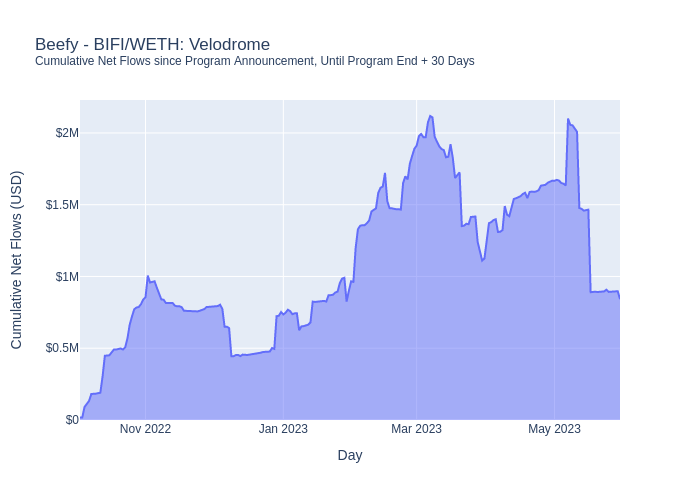 Beefy - BIFI/WETH: Velodrome
Cumulative Net Flows since Program Announcement, Until Program End + 30 Days
Cumulative Net Flows (USD)
$2M
$1.5M
$1M
$0.5M
$0
Nov 2022 Jan 2023 Mar 2023 May 2023
Day